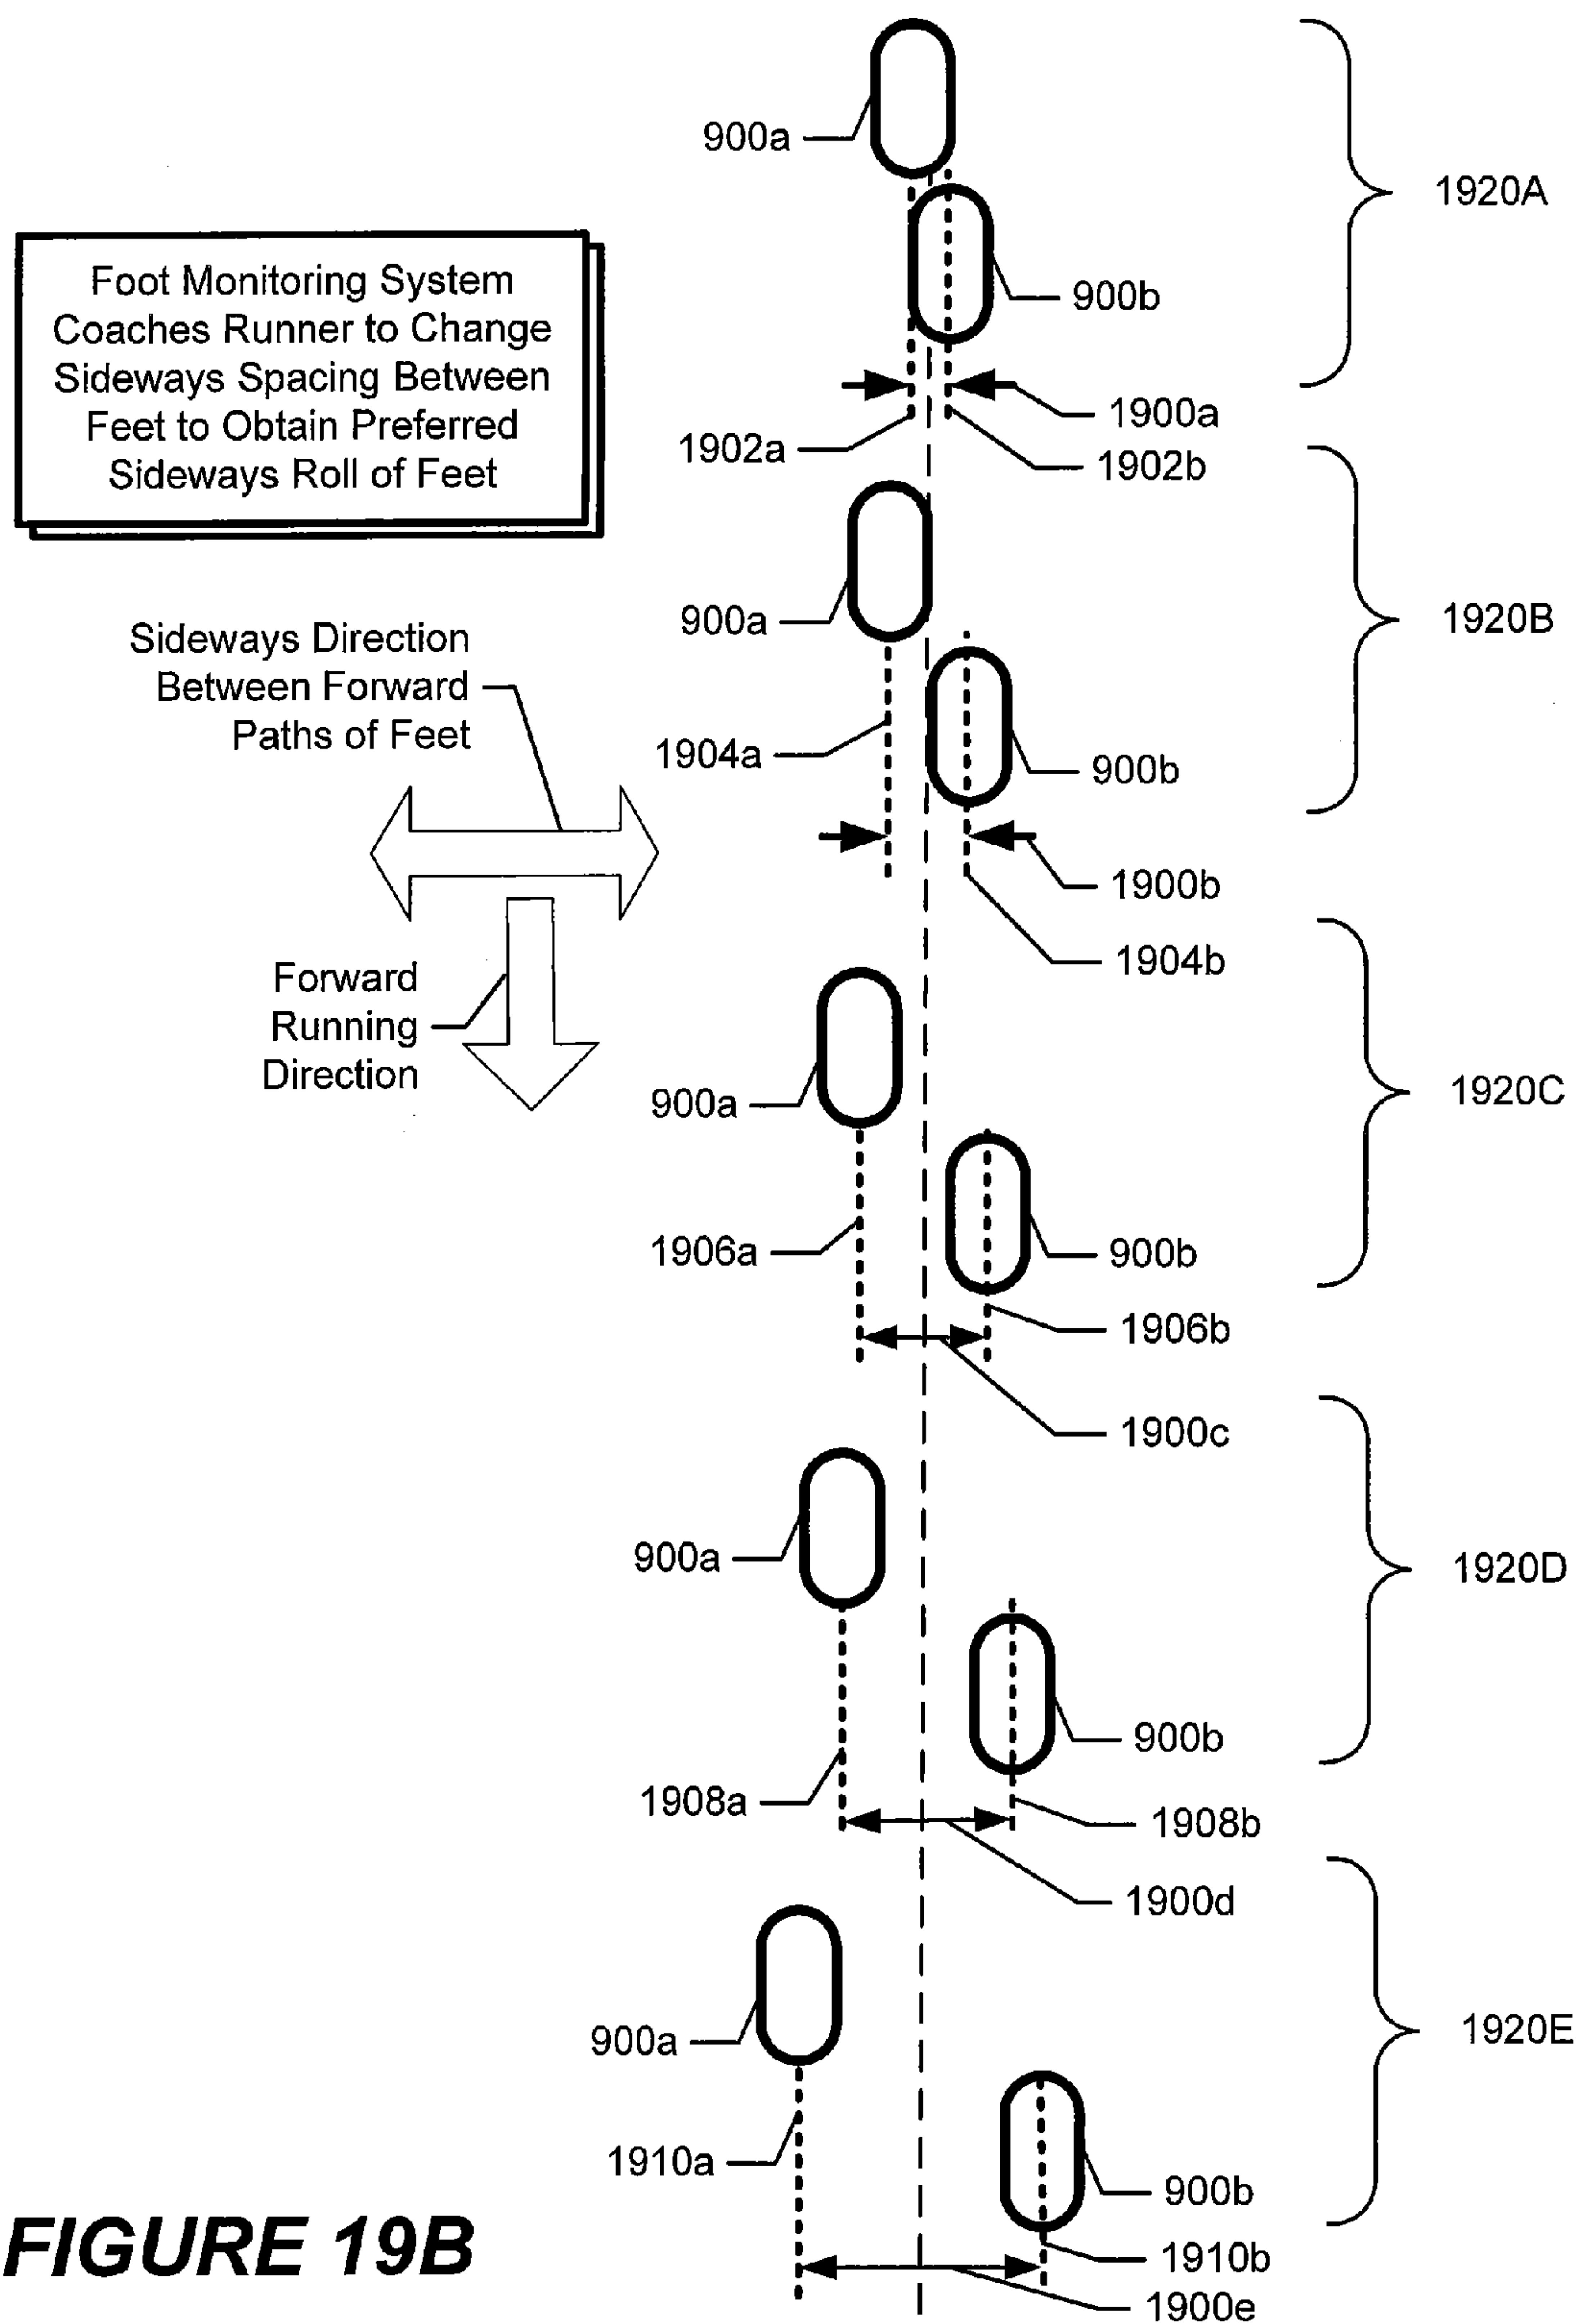 900a
1920A
900b
Foot Monitoring System
Coaches Runner to Change
Sideways Spacing Between
Feet to Obtain Preferred
Sideways Roll of Feet
1900a
1902a
1902b
900a
1920B
Sideways Direction
Between Forward
Paths of Feet
1904a
900b
1900b
1904b
Forward
Running
Direction
900a
1920C
1906a
900b
1906b
1900c
900a
1920D
900b
1908a
1908b
1900d
900a
1920E
1910a
900b
1910b
1900e
FIGURE 19B